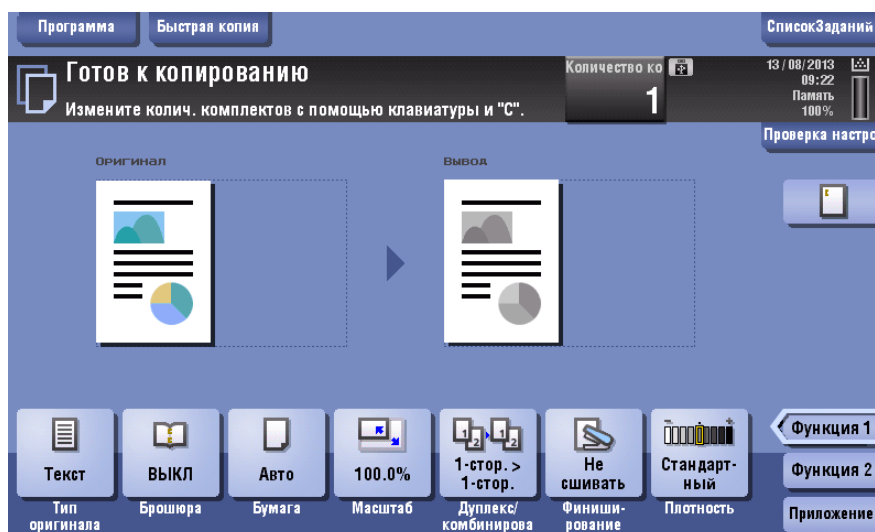 Программа
Быстрая копия
СписокЗаданий
Готов к копированию
Измените колич. комплектов с помощью клавиатуры и "С".
Количество ко
1
13/08/2013
09:22
Память
100%
Проверка настро
Оригинал
Вывод
Текст
ВЫКЛ
Авто
100.0%
1-стор. >
1-стор.
Не
сшивать
Стандарт-
ный
Тип
оригинала
Брошюра
Бумага
Масштаб
Дуплекс/
комбинирова
Финиши-
рование
Плотность
Функция 1
Функция 2
Приложение